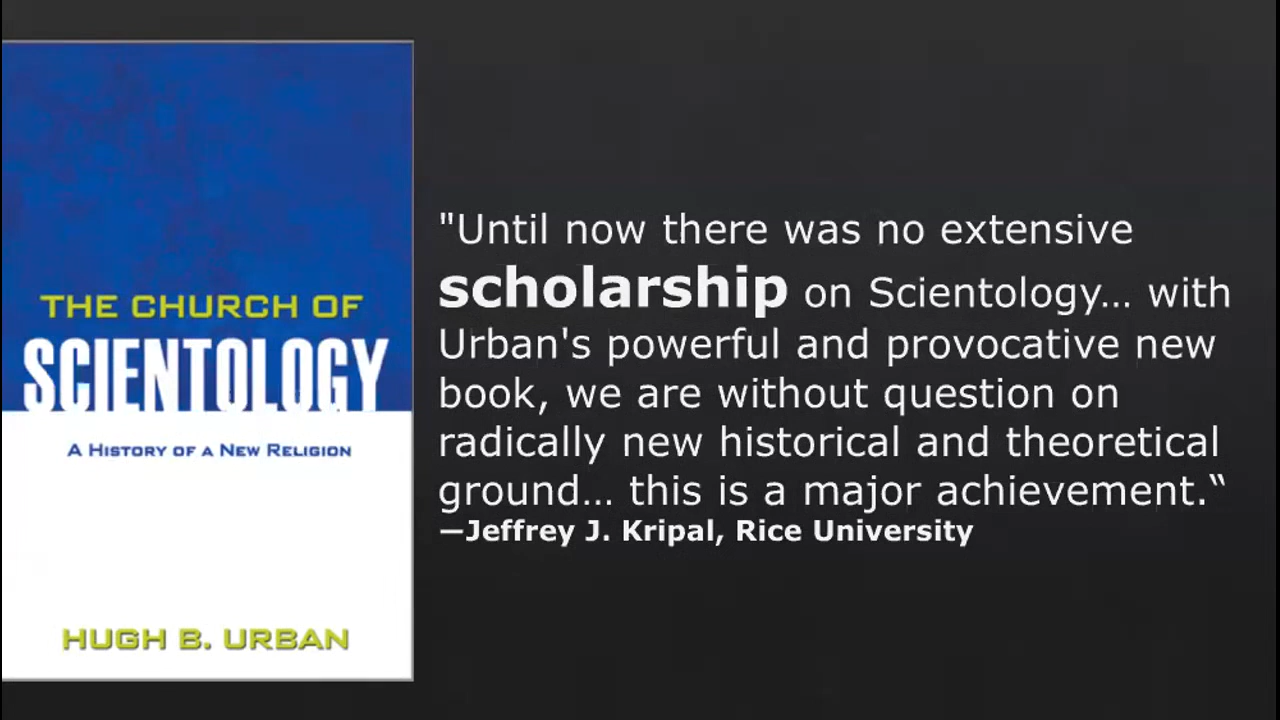 THE CHURCH OF
SCIENTOLOGY
A HISTORY OF A NEW RELIGION
HUGH B. URBAN
"Until now there was no extensive
scholarship on Scientology… with
Urban's powerful and provocative new
book, we are without question on
radically new historical and theoretical
ground… this is a major achievement.“
—Jeffrey J. Kripal, Rice University